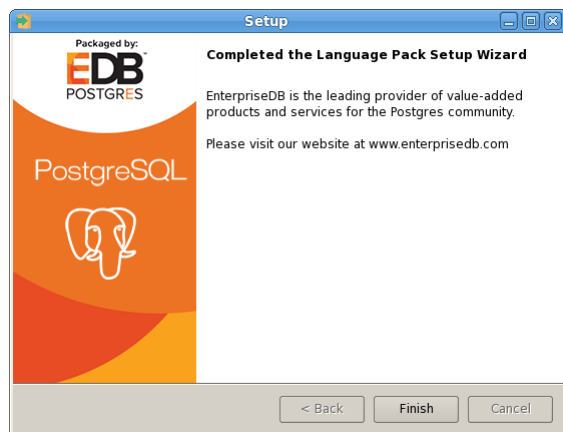 Setup
Packaged by:
EDB
POSTGRES
PostgreSQL
Completed the Language Pack Setup Wizard
EnterpriseDB is the leading provider of value-added
products and services for the Postgres community.
Please visit our website at www.enterprisedb.com
< Back
Finish
Cancel